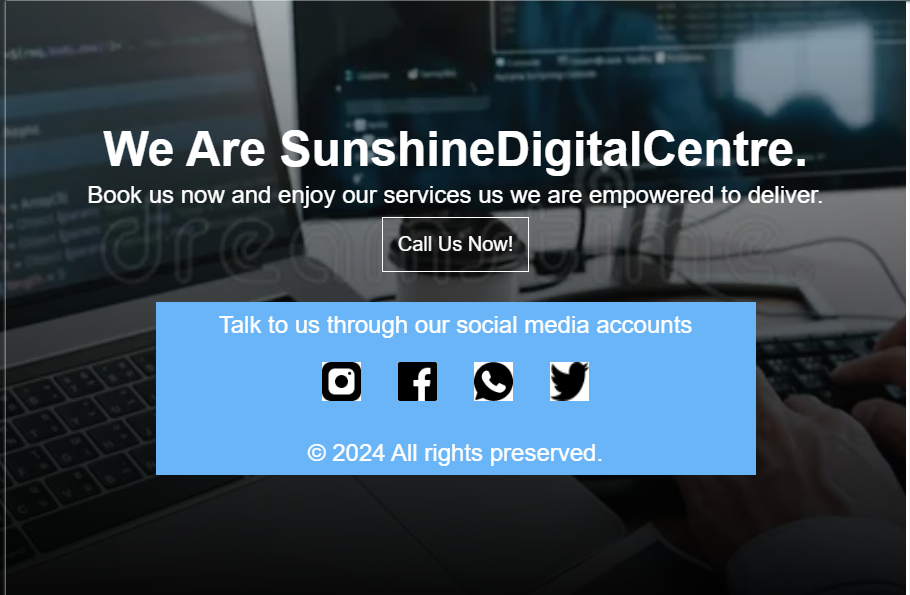 We Are SunshineDigitalCentre.
Book us now and enjoy our services us we are empowered to deliver.
Call Us Now!
dreamstime.
Talk to us through our social media accounts
© 2024 All rights preserved.